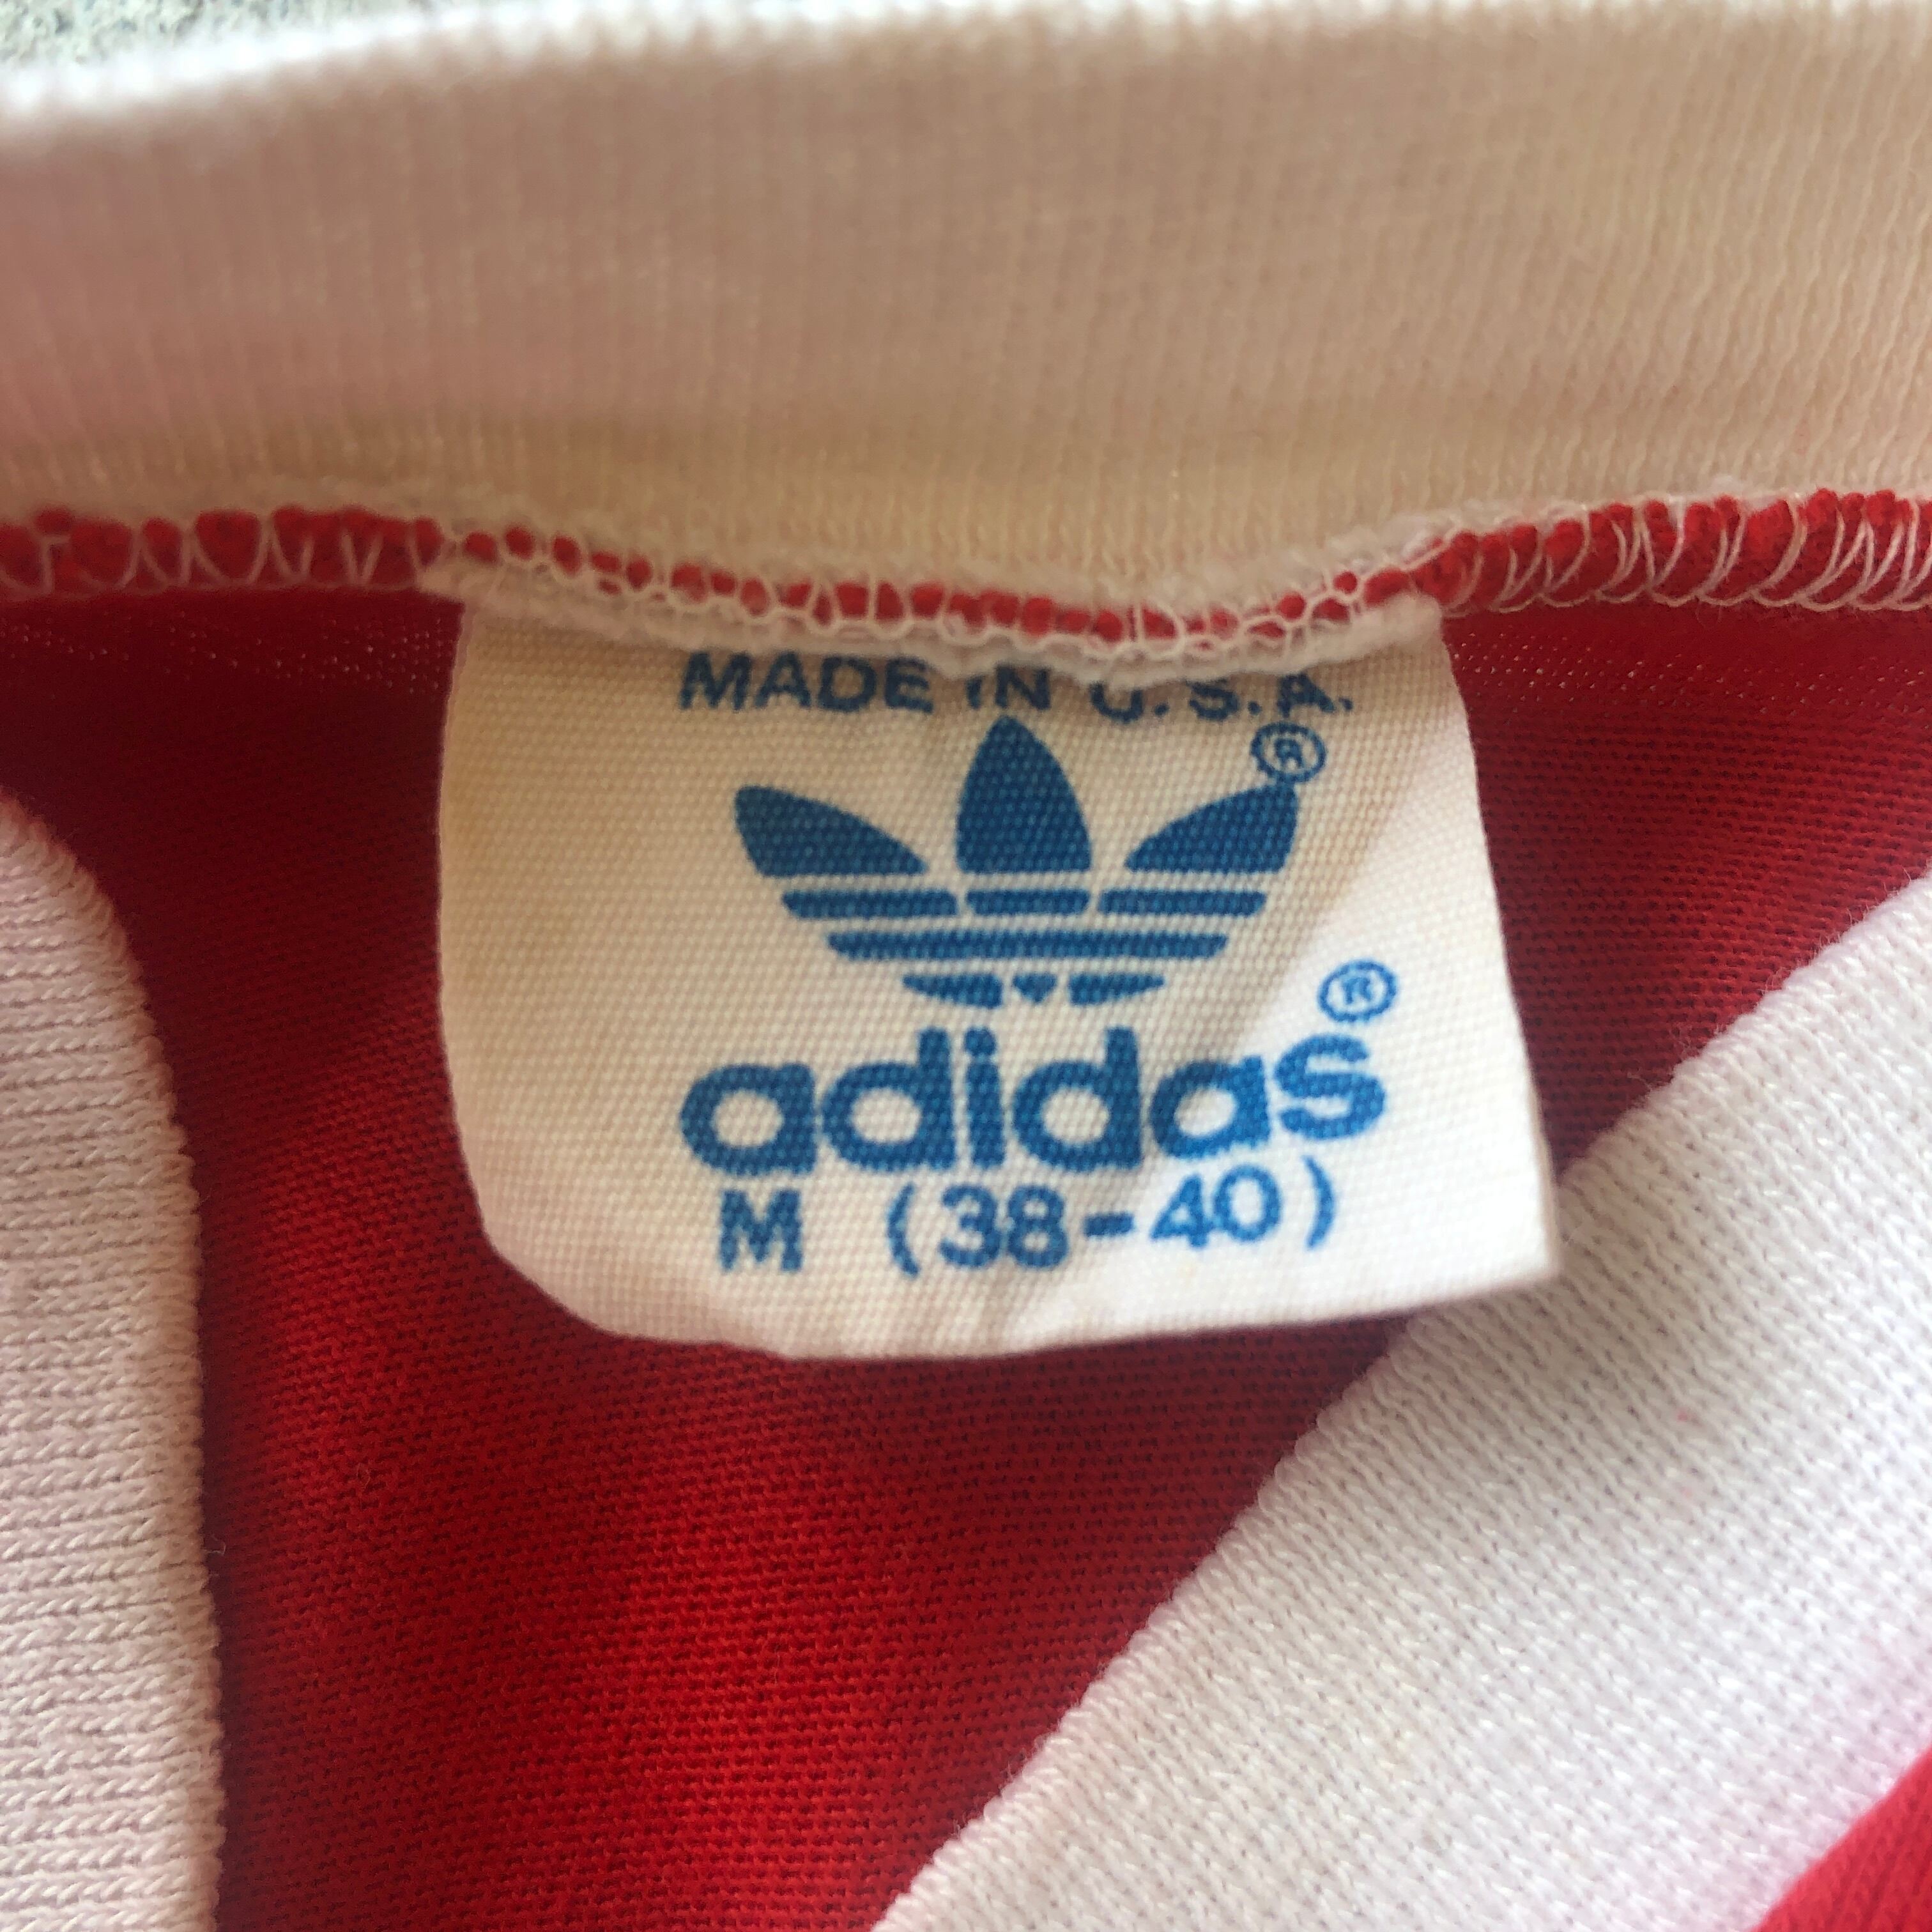 MADE IN U.S.A.
®
adidas®
M (38-40)